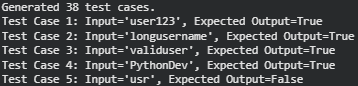 Generated 38 test cases.
Test Case 1: Input='user123', Expected Output=True
Test Case 2: Input='longusername', Expected Output=True
Test Case 3: Input='validuser', Expected Output=True
Test Case 4: Input='PythonDev', Expected Output=True
Test Case 5: Input='usr', Expected Output=False